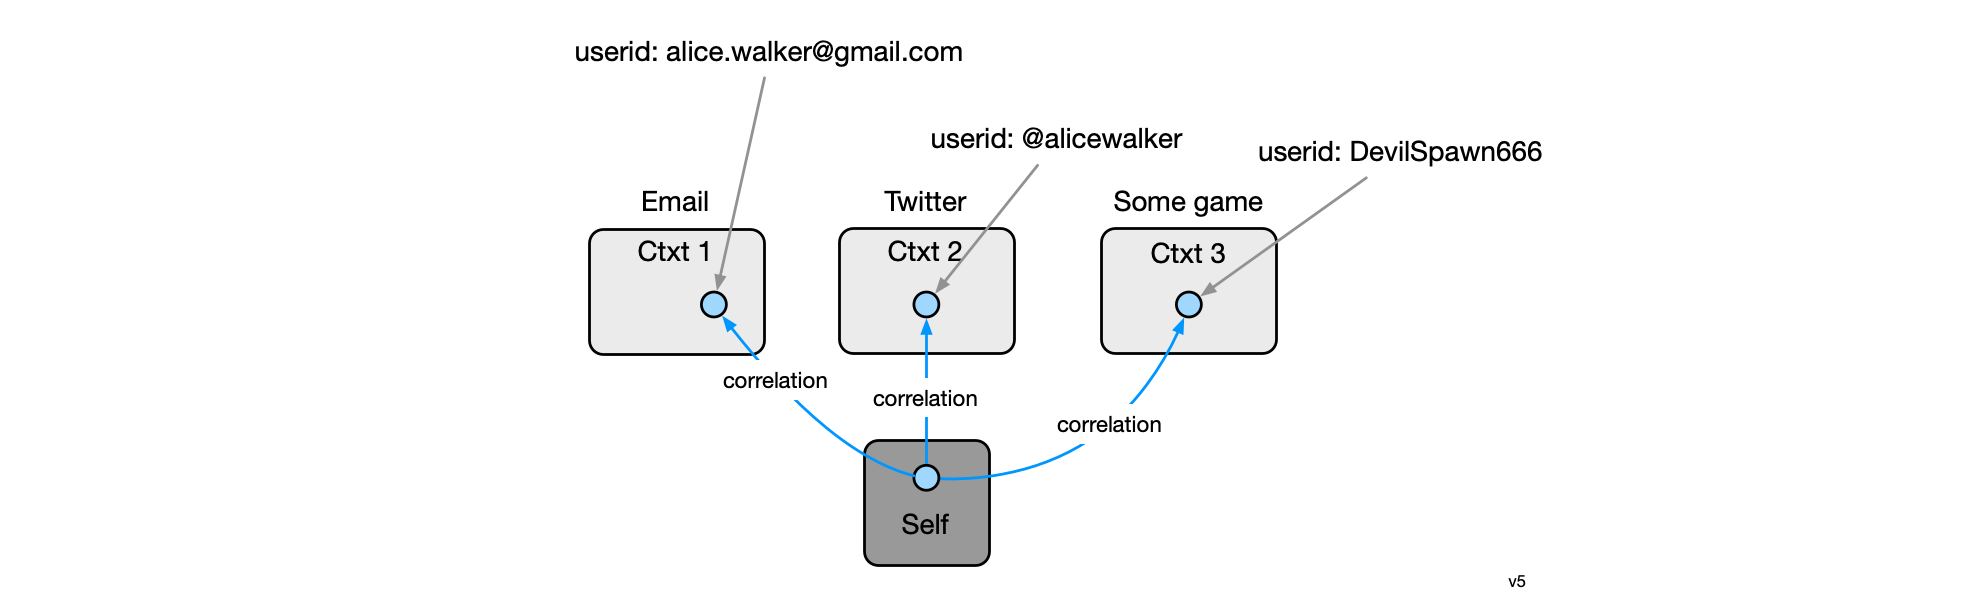 userid: alice.walker@gmail.com
userid: @alicewalker
userid: DevilSpawn666
Email
Twitter
Some game
Ctxt 1
Ctxt 2
Ctxt 3
correlation
correlation
correlation
Self
v5